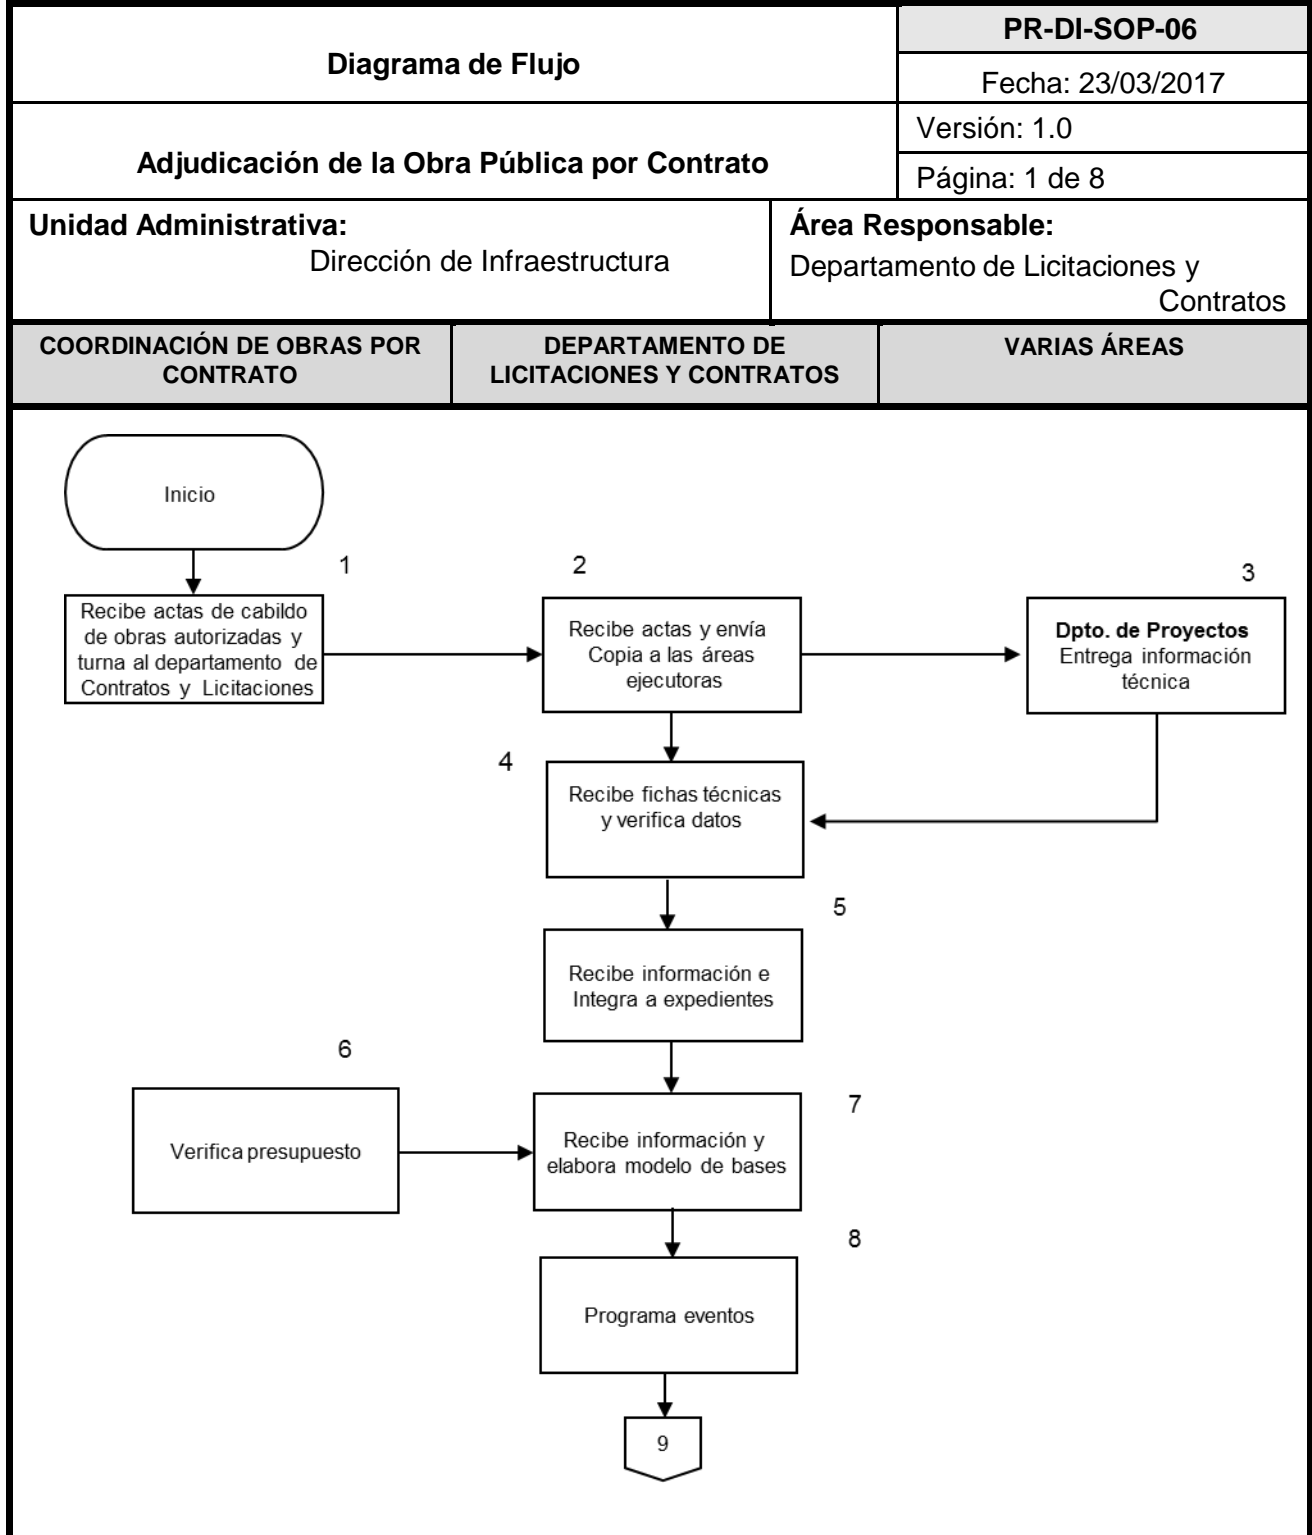 Diagrama de Flujo
PR-DI-SOP-06
Fecha: 23/03/2017
Adjudicación de la Obra Pública por Contrato
Versión: 1.0
Página: 1 de 8
Unidad Administrativa:
Dirección de Infraestructura
Área Responsable:
Departamento de Licitaciones y
Contratos
COORDINACIÓN DE OBRAS POR
CONTRATO
DEPARTAMENTO DE
LICITACIONES Y CONTRATOS
VARIAS ÁREAS
Inicio
1
Recibe actas de cabildo
de obras autorizadas y
turna al departamento de
Contratos y Licitaciones
2
Recibe actas y envía
Copia a las áreas
ejecutoras
3
Dpto. de Proyectos
Entrega información
técnica
4
Recibe fichas técnicas
y verifica datos
5
Recibe información e
Integra a expedientes
6
Verifica presupuesto
7
Recibe información y
elabora modelo de bases
8
Programa eventos
9